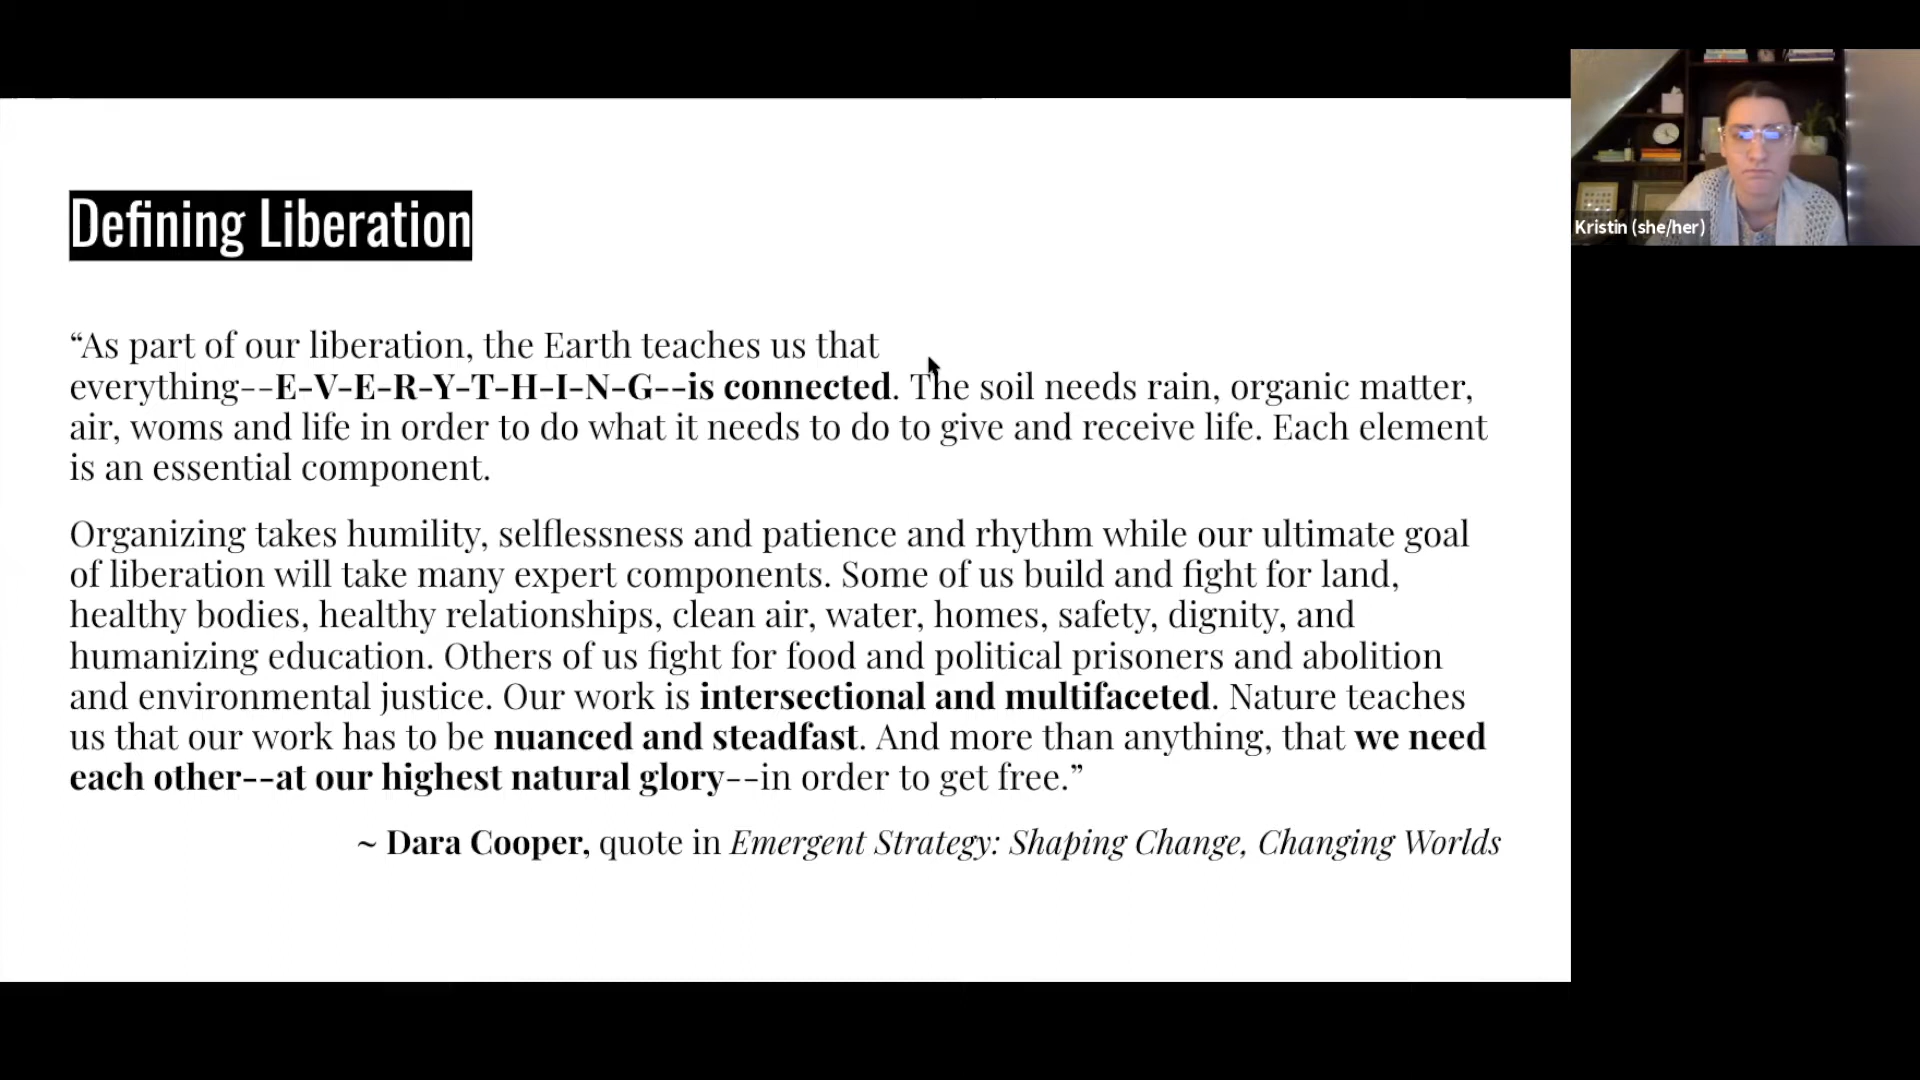 Defining Liberation
Kristin (she/her)
“As part of our liberation, the Earth teaches us that
everything--E-V-E-R-Y-T-H-I-N-G--is connected. The soil needs rain, organic matter,
air, woms and life in order to do what it needs to do to give and receive life. Each element
is an essential component.
Organizing takes humility, selflessness and patience and rhythm while our ultimate goal
of liberation will take many expert components. Some of us build and fight for land,
healthy bodies, healthy relationships, clean air, water, homes, safety, dignity, and
humanizing education. Others of us fight for food and political prisoners and abolition
and environmental justice. Our work is intersectional and multifaceted. Nature teaches
us that our work has to be nuanced and steadfast. And more than anything, that we need
each other--at our highest natural glory--in order to get free.”
~ Dara Cooper, quote in Emergent Strategy: Shaping Change, Changing Worlds